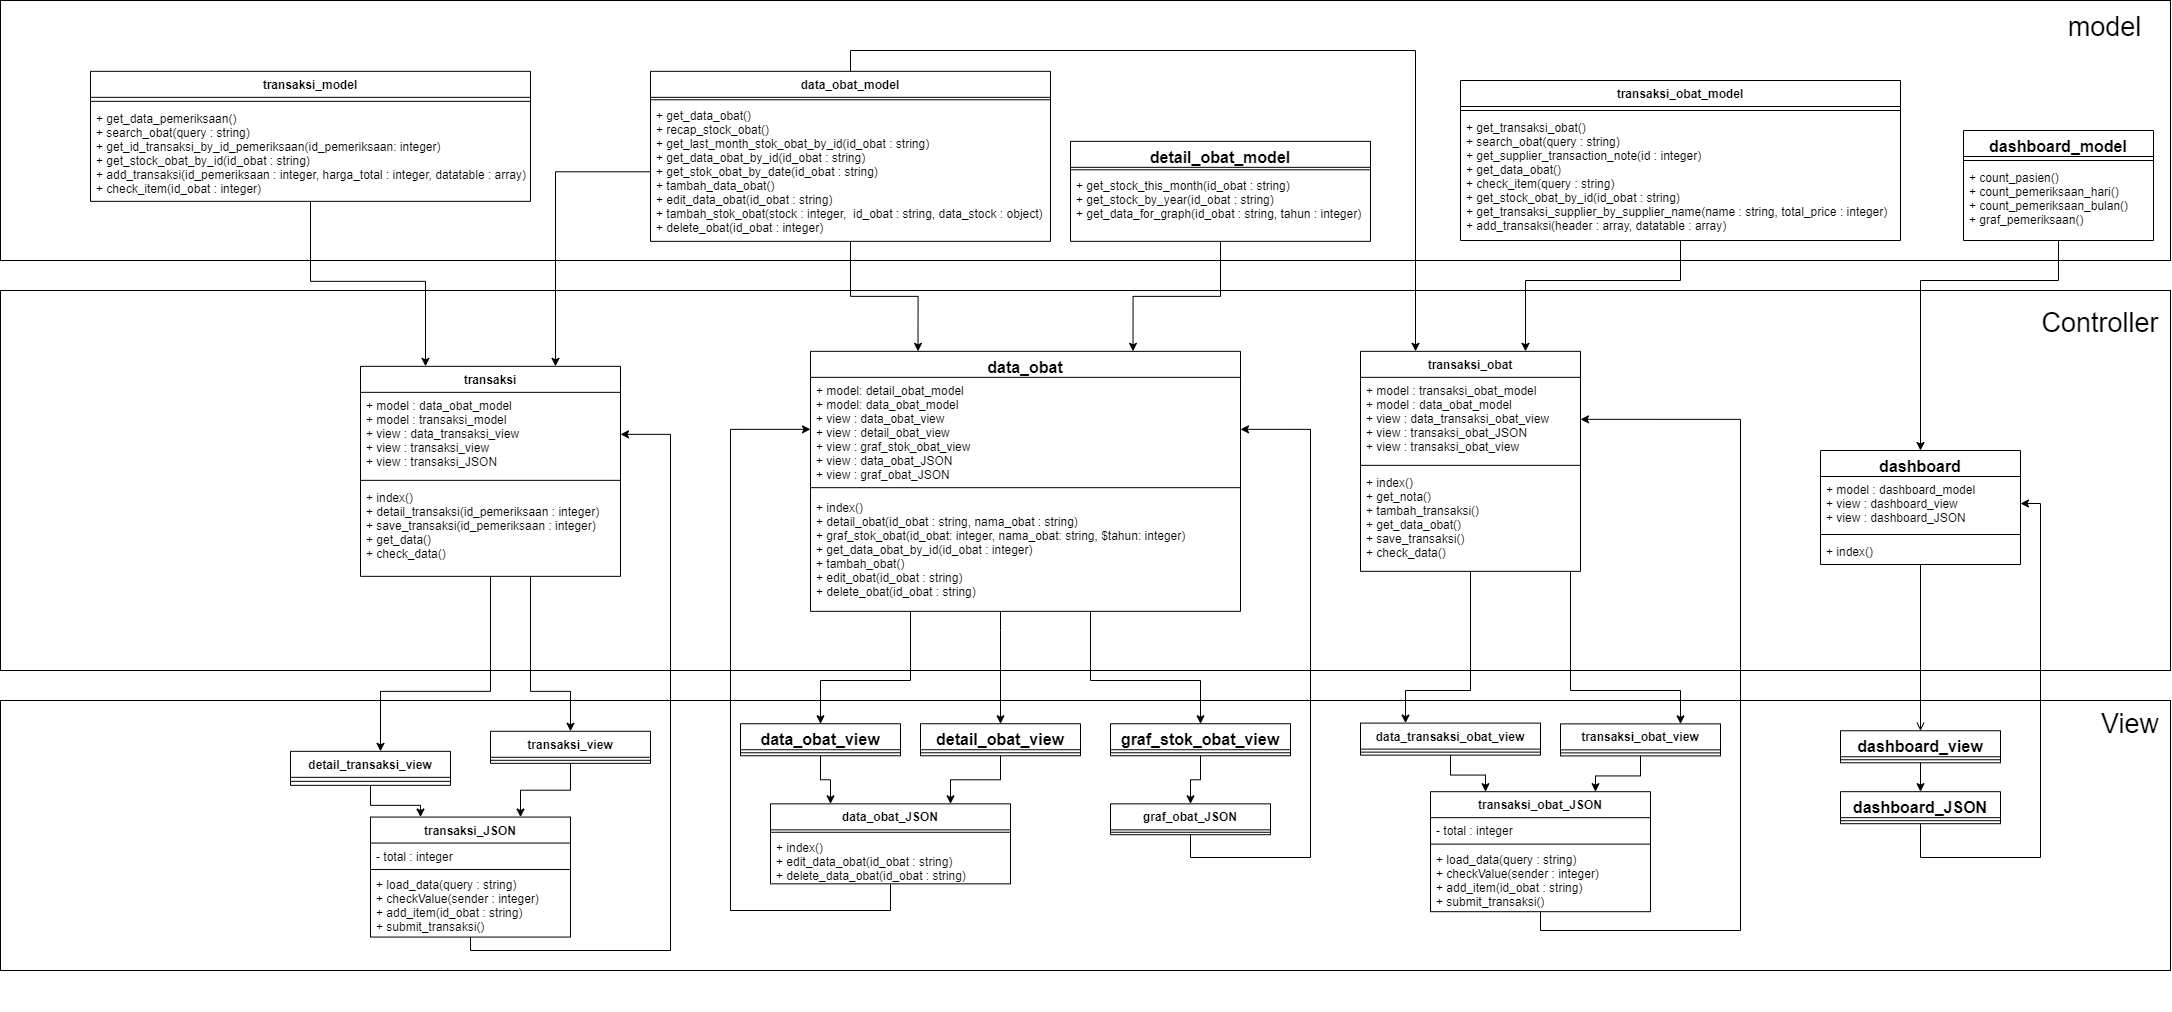 model
transaksi_model
+ get_data_pemeriksaan()
+ search_obat(query : string)
+ get_id_transaksi_by_id_pemeriksaan(id_pemeriksaan: integer)
+ get_stock_obat_by_id(id_obat : string)
+ add_transaksi(id_pemeriksaan : integer, harga_total : integer, datatable : array)
+ check_item(id_obat : integer)
data_obat_model
+ get_data_obat()
+ recap_stock_obat()
+ get_last_month_stok_obat_by_id(id_obat : string)
+ get_data_obat_by_id(id_obat : string)
+ get_stok_obat_by_date(id_obat : string)
+ tambah_data_obat()
+ edit_data_obat(id_obat : string)
+ tambah_stok_obat(stock : integer,  id_obat : string, data_stock : object)
+ delete_obat(id_obat : integer)
detail_obat_model
+ get_stock_this_month(id_obat : string)
+ get_stock_by_year(id_obat : string)
+ get_data_for_graph(id_obat : string, tahun : integer)
transaksi_obat_model
+ get_transaksi_obat()
+ search_obat(query : string)
+ get_supplier_transaction_note(id : integer)
+ get_data_obat()
+ check_item(query : string)
+ get_stock_obat_by_id(id_obat : string)
+ get_transaksi_supplier_by_supplier_name(name : string, total_price : integer)
+ add_transaksi(header : array, datatable : array)
dashboard_model
+ count_pasien()
+ count_pemeriksaan_hari()
+ count_pemeriksaan_bulan()
+ graf_pemeriksaan()
Controller
transaksi
+ model : data_obat_model
+ model : transaksi_model
+ view : data_transaksi_view
+ view : transaksi_view
+ view : transaksi_JSON
+ index()
+ detail_transaksi(id_pemeriksaan : integer)
+ save_transaksi(id_pemeriksaan : integer)
+ get_data()
+ check_data()
data_obat
+ model: detail_obat_model
+ model: data_obat_model
+ view : data_obat_view
+ view : detail_obat_view
+ view : graf_stok_obat_view
+ view : data_obat_JSON
+ view : graf_obat_JSON
+ index()
+ detail_obat(id_obat : string, nama_obat : string)
+ graf_stok_obat(id_obat: integer, nama_obat: string, $tahun: integer)
+ get_data_obat_by_id(id_obat : integer)
+ tambah_obat()
+ edit_obat(id_obat : string)
+ delete_obat(id_obat : string)
transaksi_obat
+ model : transaksi_obat_model
+ model : data_obat_model
+ view : data_transaksi_obat_view
+ view : transaksi_obat_JSON
+ view : transaksi_obat_view
+ index()
+ get_nota()
+ tambah_transaksi()
+ get_data_obat()
+ save_transaksi()
+ check_data()
dashboard
+ model : dashboard_model
+ view : dashboard_view
+ view : dashboard_JSON
+ index()
View
detail_transaksi_view
transaksi_view
transaksi_JSON
- total : integer
+ load_data(query : string)
+ checkValue(sender : integer)
+ add_item(id_obat : string)
+ submit_transaksi()
data_obat_view
detail_obat_view
graf_stok_obat_view
data_obat_JSON
+ index()
+ edit_data_obat(id_obat : string)
+ delete_data_obat(id_obat : string)
graf_obat_JSON
data_transaksi_obat_view
transaksi_obat_view
transaksi_obat_JSON
- total : integer
+ load_data(query : string)
+ checkValue(sender : integer)
+ add_item(id_obat : string)
+ submit_transaksi()
dashboard_view
dashboard_JSON